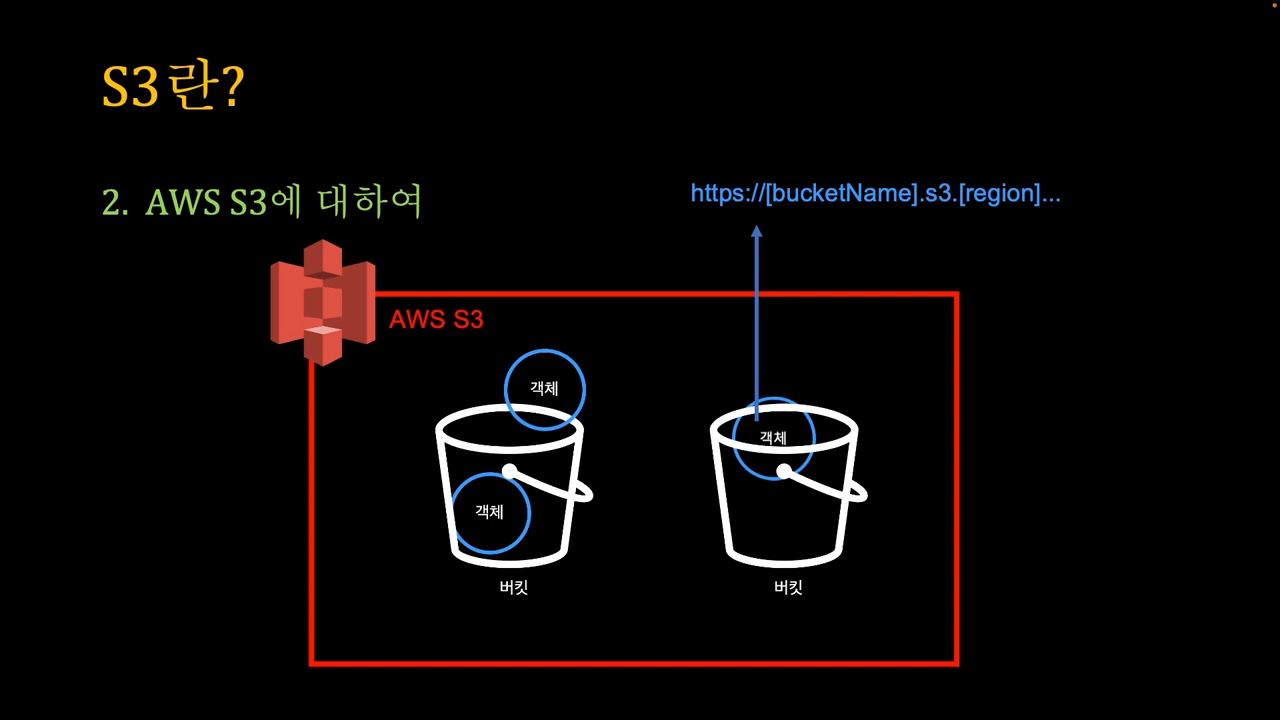 S3란?
2. AWS S3에 대하여
https://[bucketName].s3.[region]...
AWS S3
객체
객체
객체
버킷
버킷